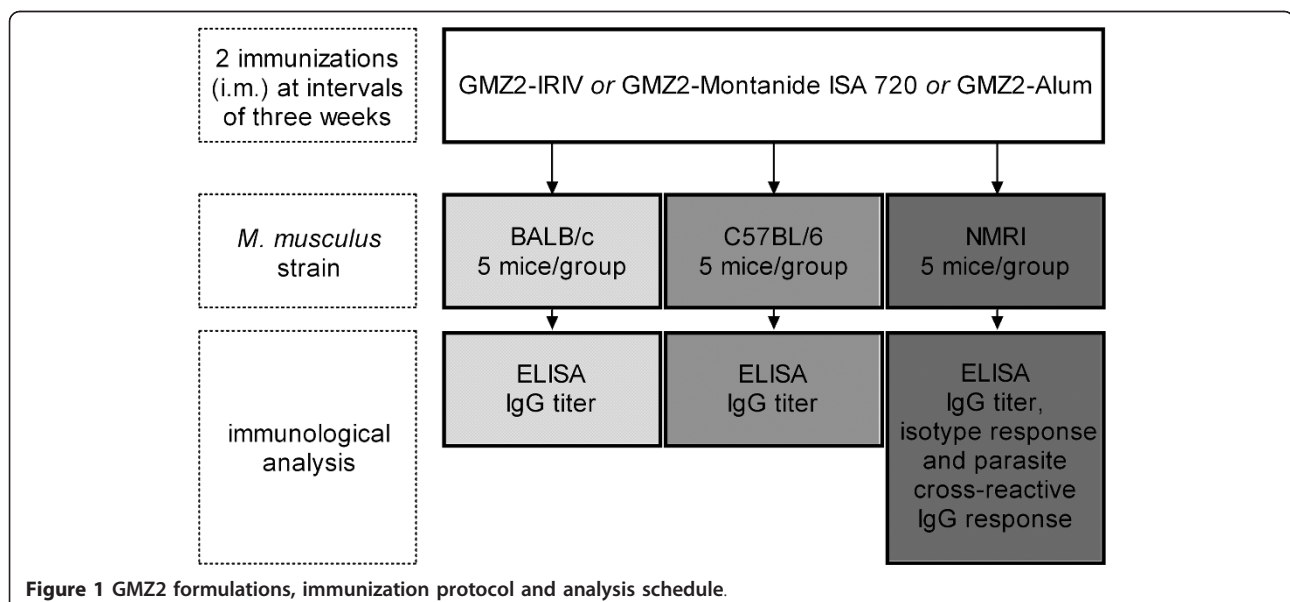 2 immunizations
(i.m.) at intervals
of three weeks
GMZ2-IRIV or GMZ2-Montanide ISA 720 or GMZ2-Alum
M. musculus
strain
BALB/c
5 mice/group
C57BL/6
5 mice/group
NMRI
5 mice/group
immunological
analysis
ELISA
IgG titer
ELISA
IgG titer
ELISA
IgG titer,
isotype response
and parasite
cross-reactive
IgG response
Figure 1 GMZ2 formulations, immunization protocol and analysis schedule.